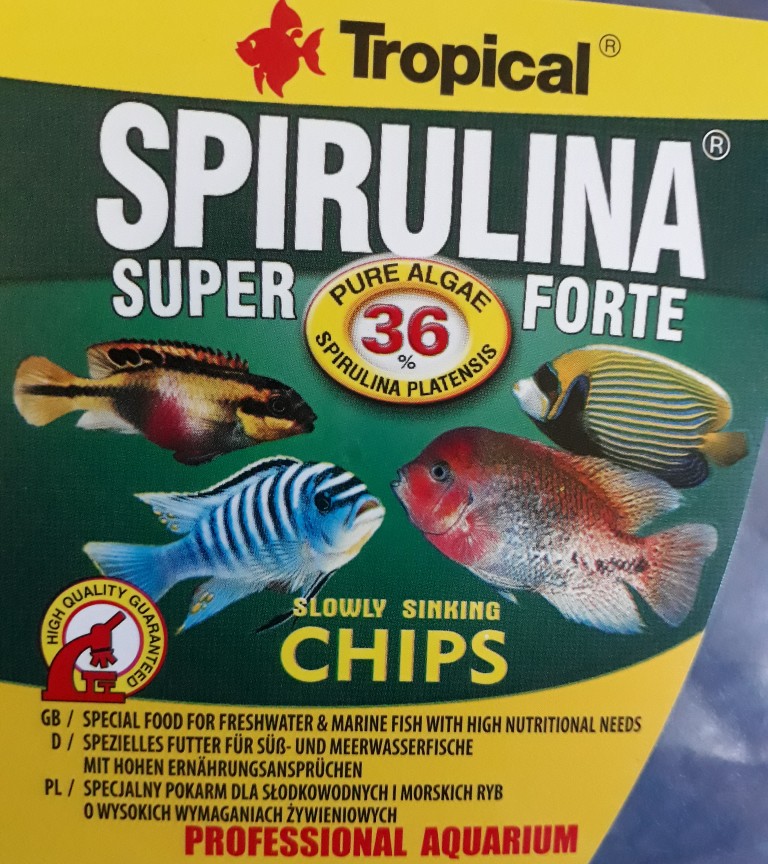 Tropical®
SPIRULINA®
SUPER FORTE
PURE ALGAE
36
%
SPIRULINA PLATENSIS
SLOWLY SINKING
CHIPS
HIGH QUALITY GUARANTEED
GB / SPECIAL FOOD FOR FRESHWATER & MARINE FISH WITH HIGH NUTRITIONAL NEEDS
D / SPEZIELLES FUTTER FÜR SÜß- UND MEERWASSERFISCHE
MIT HOHEN ERNÄHRUNGSANSPRÜCHEN
PL / SPECJALNY POKARM DLA SŁODKOWODNYCH I MORSKICH RYB
O WYSOKICH WYMAGANIACH ŻYWIENIOWYCH
PROFESSIONAL AQUARIUM